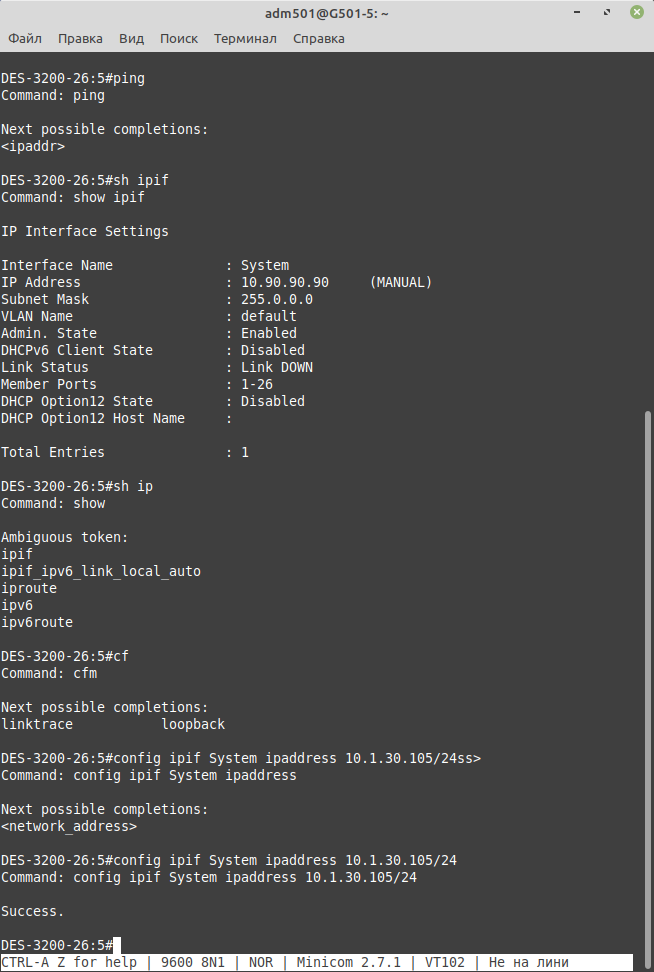 adm501@G501-5: ~
Файл Правка Вид Поиск Терминал Справка
DES-3200-26:5#ping
Command: ping
Next possible completions:
<ipaddr>
DES-3200-26:5#sh ipif
Command: show ipif
IP Interface Settings
Interface Name : System
IP Address : 10.90.90.90 (MANUAL)
Subnet Mask : 255.0.0.0
VLAN Name : default
Admin. State : Enabled
DHCPv6 Client State : Disabled
Link Status : Link DOWN
Member Ports : 1-26
DHCP Option12 State : Disabled
DHCP Option12 Host Name :
Total Entries : 1
DES-3200-26:5#sh ip
Command: show
Ambiguous token:
ipif
ipif_ipv6_link_local_auto
iproute
ipv6
ipv6route
DES-3200-26:5#cf
Command: cfm
Next possible completions:
linktrace loopback
DES-3200-26:5#config ipif System ipaddress 10.1.30.105/24ss>
Command: config ipif System ipaddress
Next possible completions:
<network_address>
DES-3200-26:5#config ipif System ipaddress 10.1.30.105/24
Command: config ipif System ipaddress 10.1.30.105/24
Success.
DES-3200-26:5#
CTRL-A Z for help | 9600 8N1 | NOR | Minicom 2.7.1 | VT102 | Не на лини